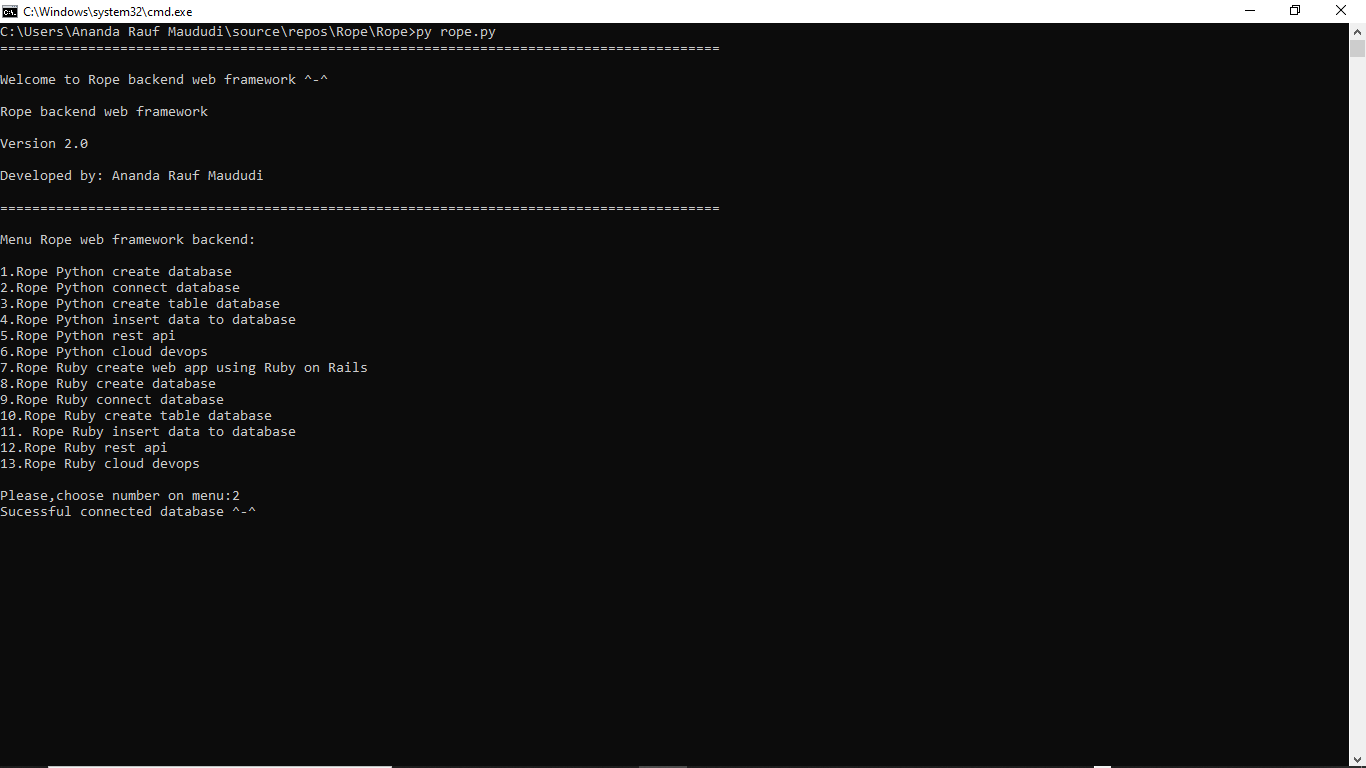 C:\Windows\system32\cmd.exe
C:\Users\Ananda Rauf Maududi\source\repos\Rope\Rope>py rope.py
==========================================================================================
Welcome to Rope backend web framework ^-^
Rope backend web framework
Version 2.0
Developed by: Ananda Rauf Maududi
==========================================================================================
Menu Rope web framework backend:
1.Rope Python create database
2.Rope Python connect database
3.Rope Python create table database
4.Rope Python insert data to database
5.Rope Python rest api
6.Rope Python cloud devops
7.Rope Ruby create web app using Ruby on Rails
8.Rope Ruby create database
9.Rope Ruby connect database
10.Rope Ruby create table database
11. Rope Ruby insert data to database
12.Rope Ruby rest api
13.Rope Ruby cloud devops
Please,choose number on menu:2
Sucessful connected database ^-^